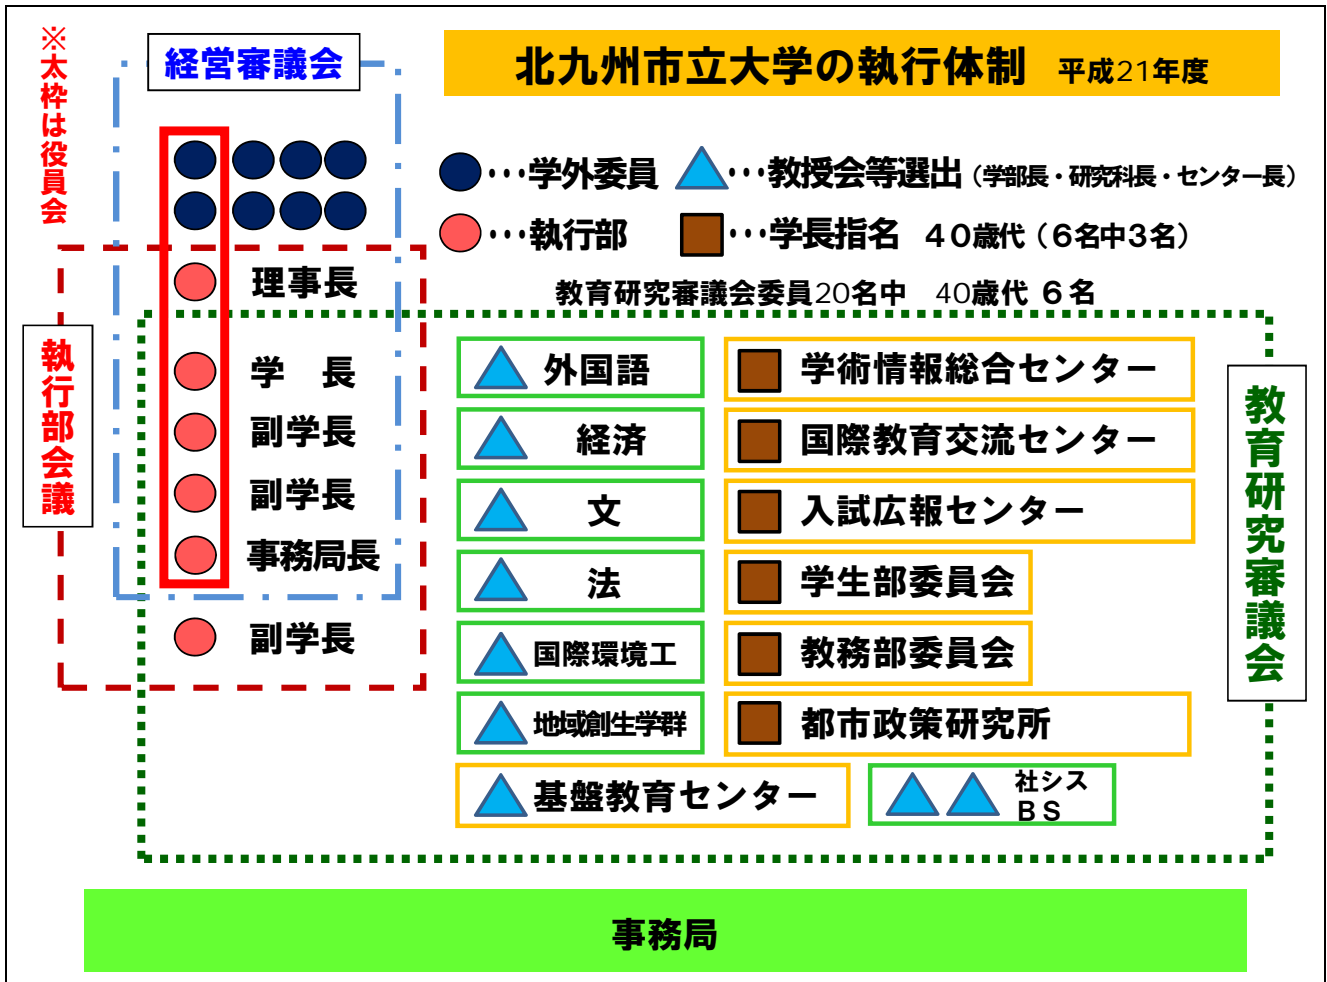 ※太枠は役員会
経営審議会
北九州市立大学の執行体制 平成21年度
…学外委員
…教授会等選出（学部長・研究科長・センター長）
…執行部
…学長指名 40歳代（6名中3名）
教育研究審議会委員20名中 40歳代 6名
理事長
執行部会議
学 長
副学長
副学長
事務局長
副学長
外国語
経済
文
法
国際環境工
地域創生学群
基盤教育センター
学術情報総合センター
国際教育交流センター
入試広報センター
学生部委員会
教務部委員会
都市政策研究所
社シス
BS
教育研究審議会
事務局